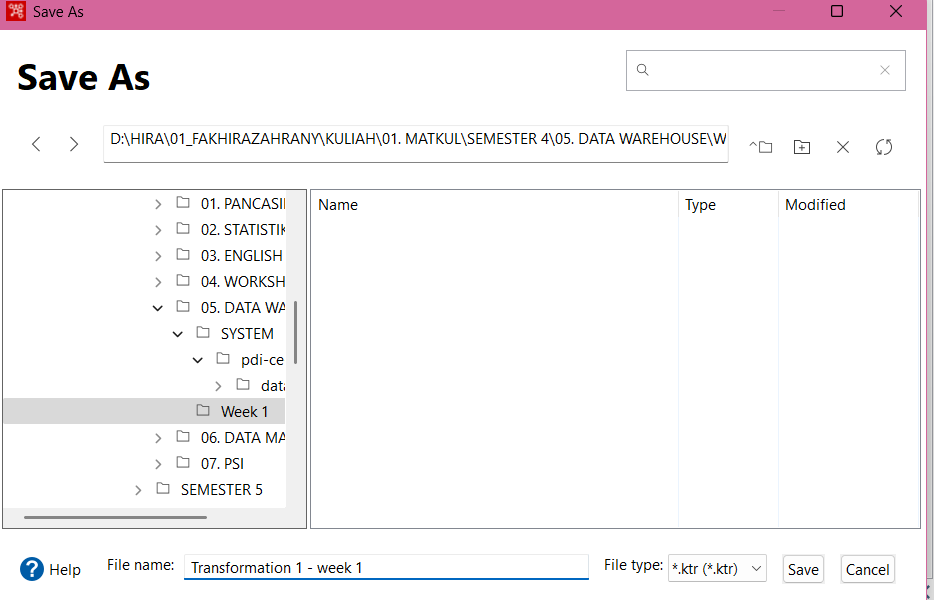 Save As
Save As
D:\HIRA\01_FAKHIRAZAHRANY\KULIAH\01. MATKUL\SEMESTER 4\05. DATA WAREHOUSE\W
Name Type Modified
01. PANCASI
02. STATISTIK
03. ENGLISH
04. WORKSH
05. DATA WA
SYSTEM
pdi-ce
data
Week 1
06. DATA MA
07. PSI
SEMESTER 5
Help File name: Transformation 1 - week 1 File type: *.ktr (*.ktr) Save Cancel